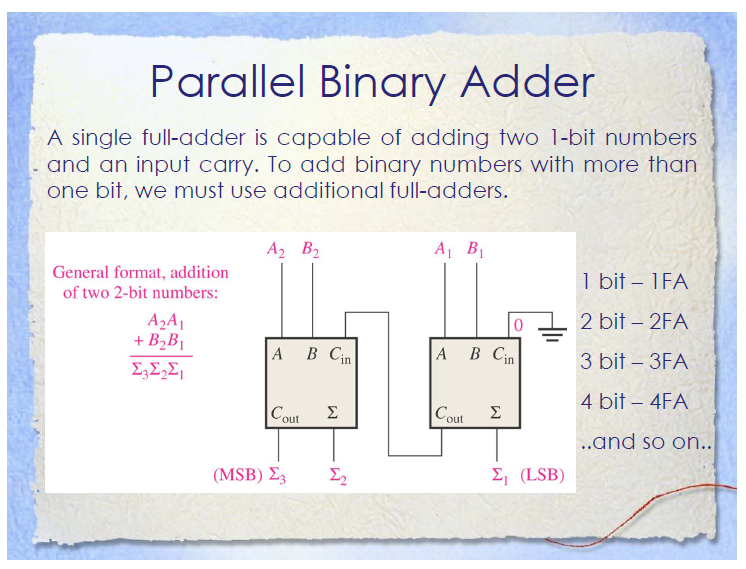 Parallel Binary Adder
A single full-adder is capable of adding two 1-bit numbers
and an input carry. To add binary numbers with more than
one bit, we must use additional full-adders.
General format, addition
of two 2-bit numbers:
A₂A₁
+ B₂B₁
Σ₃Σ₂Σ₁
A₂ B₂
A₁ B₁
0
A B Cin
A B Cin
Cout Σ
Cout Σ
(MSB) Σ₃
Σ₂
Σ₁ (LSB)
1 bit – 1FA
2 bit – 2FA
3 bit – 3FA
4 bit – 4FA
..and so on..